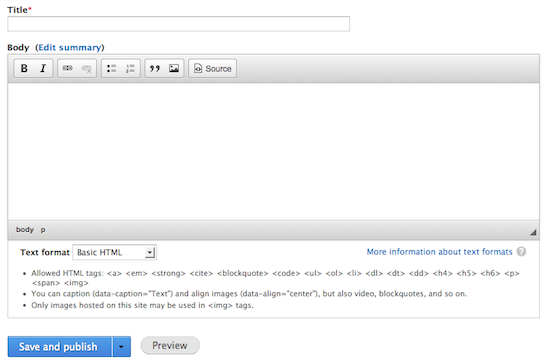 Title*
Body (Edit summary)
B I Source
body p
Text format Basic HTML More information about text formats ?
• Allowed HTML tags: <a> <em> <strong> <cite> <blockquote> <code> <ul> <ol> <li> <dl> <dt> <dd> <h4> <h5> <h6> <p>
<span> <img>
• You can caption (data-caption="Text") and align images (data-align="center"), but also video, blockquotes, and so on.
• Only images hosted on this site may be used in <img> tags.
Save and publish Preview